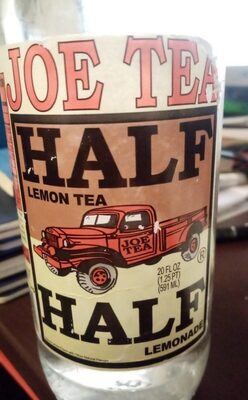 JOE TEA
HALF
LEMON TEA
JOE
TEA
20 FL OZ
(1.25 PT)
(591 ML)
®
HALF
LEMONADE